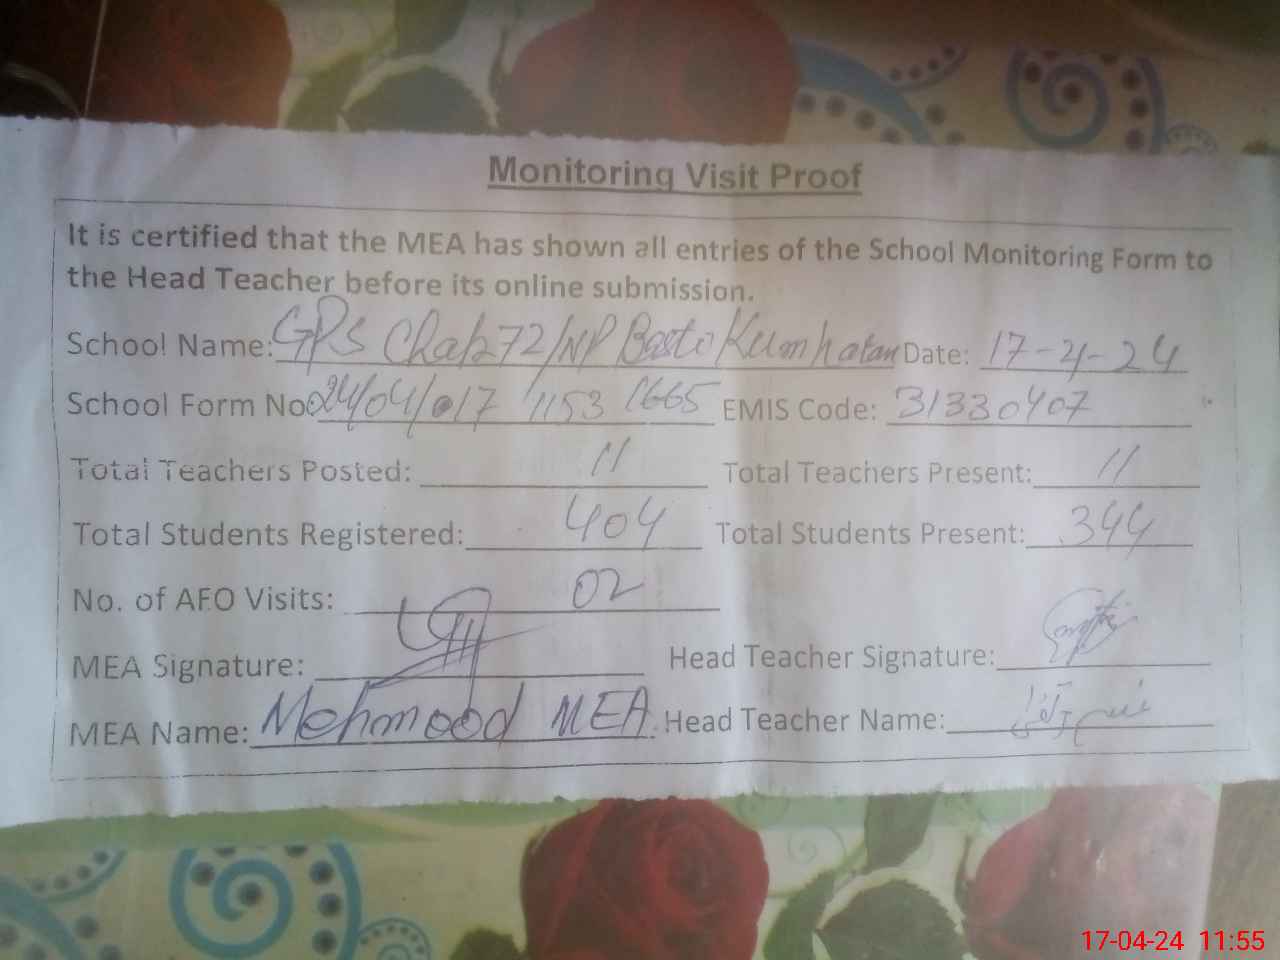 Monitoring Visit Proof
It is certified that the MEA has shown all entries of the School Monitoring Form to
the Head Teacher before its online submission.
School Name: GPS Chak 72/NP Basti Kumharan Date: 17-4-24
School Form No. 24/04/017/1153 1665 EMIS Code: 31330407
Total Teachers Posted: 11 Total Teachers Present: 11
Total Students Registered: 404 Total Students Present: 344
No. of AEO Visits: 02
MEA Signature: Head Teacher Signature:
MEA Name: Mehmood MEA. Head Teacher Name:
17-04-24 11:55